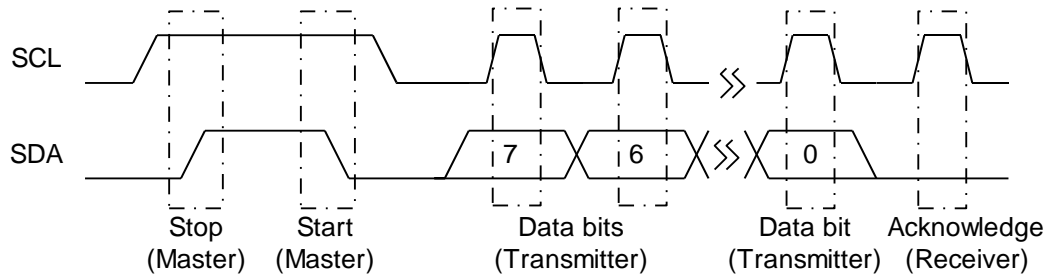 SCL
SDA
7 6 0
Stop Start Data bits Data bit Acknowledge
(Master) (Master) (Transmitter) (Transmitter) (Receiver)